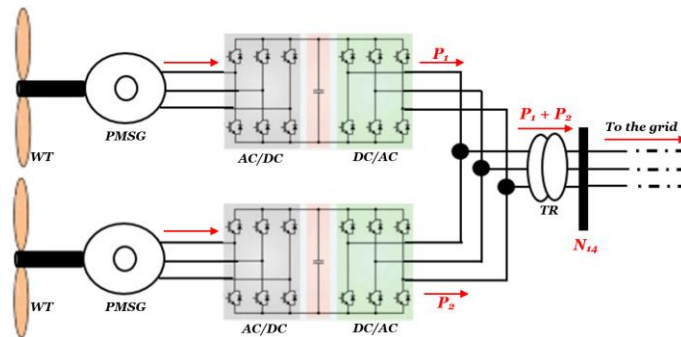 P₁
P₁ + P₂
To the grid
WT
PMSG
AC/DC
DC/AC
TR
N₁₄
WT
PMSG
AC/DC
DC/AC
P₂